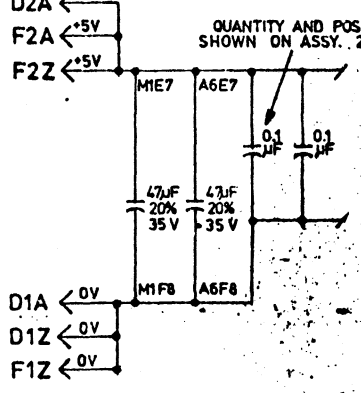 D2A
QUANTITY AND POS
F2A +5V
SHOWN ON ASSY. 2
F2Z +5V
M1E7 A6E7
0.1 µF 0.1 µF
47µF 20% 35V
47µF 20% 35V
M1F8 A6F8
D1A 0V
D1Z 0V
F1Z 0V